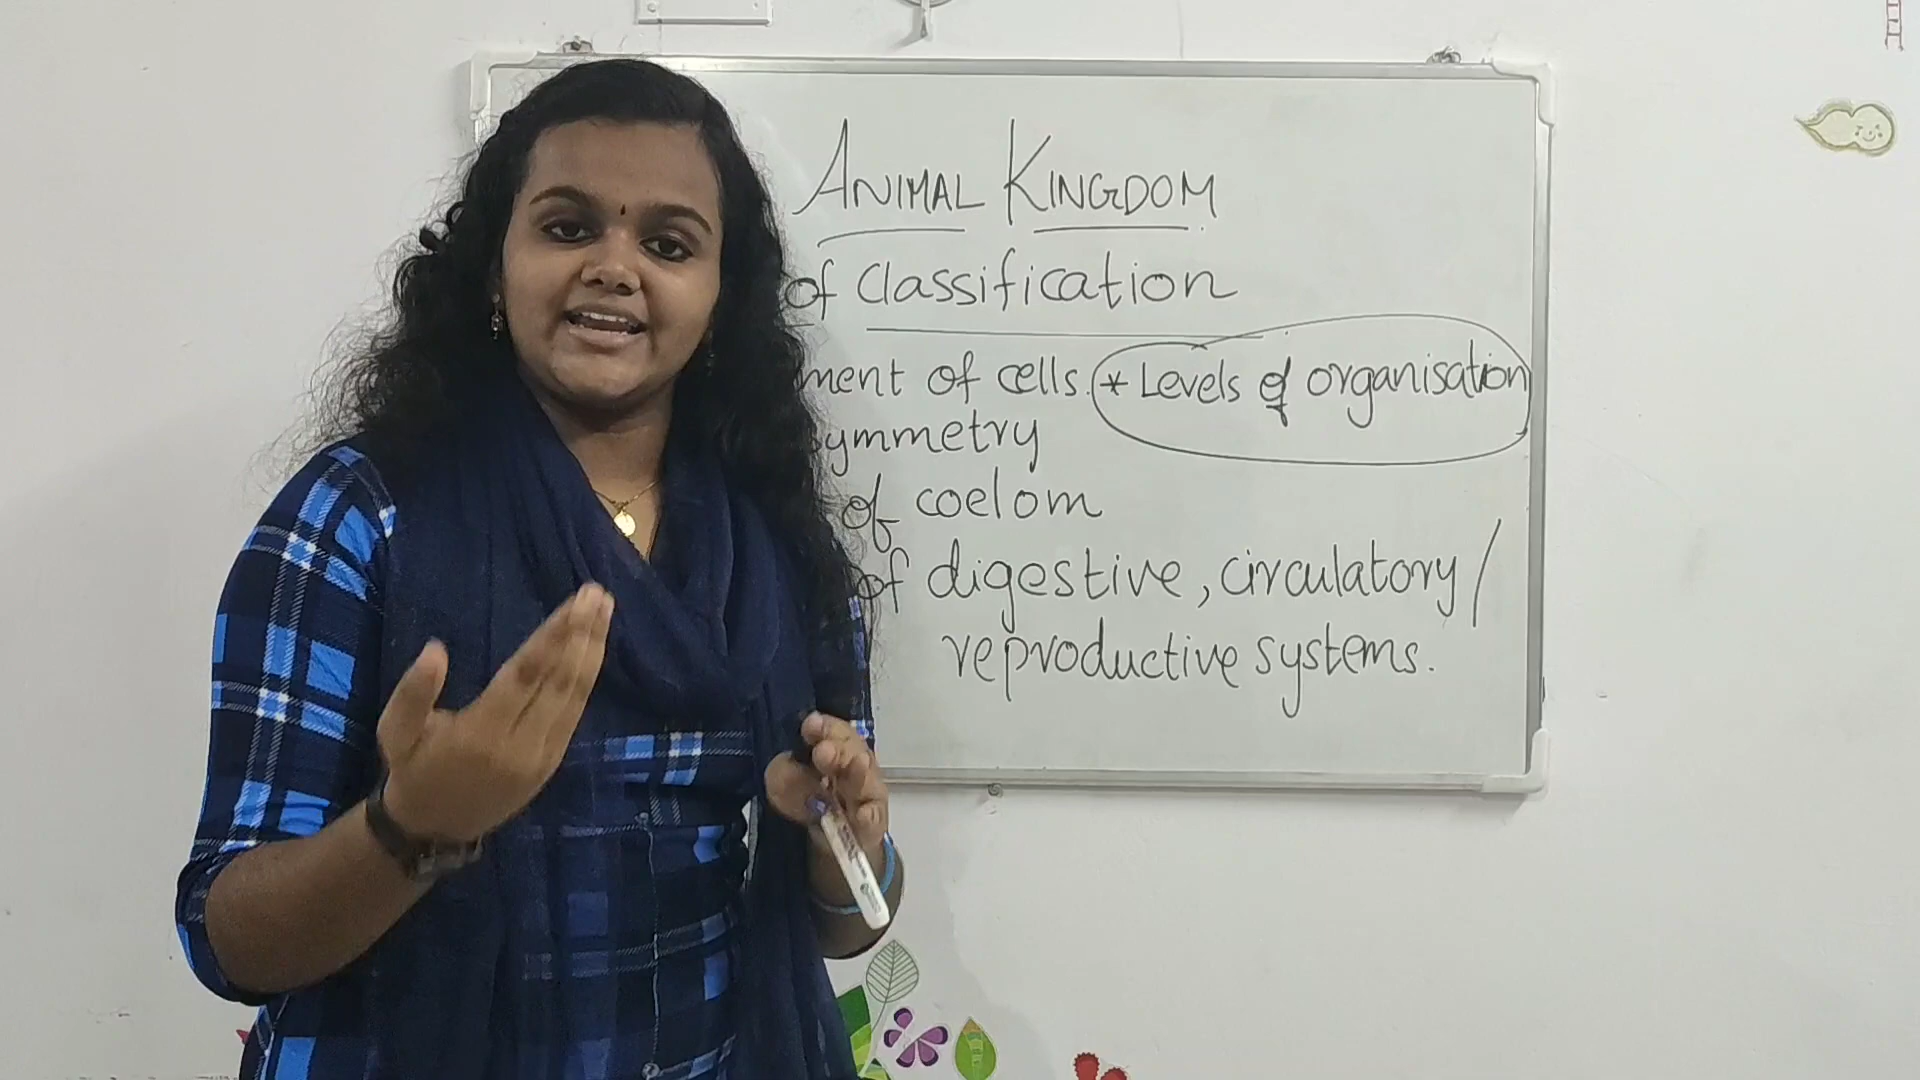 ANIMAL KINGDOM
of Classification
ment of cells. * Levels of organisation
symmetry
of coelom
of digestive, circulatory /
reproductive systems.